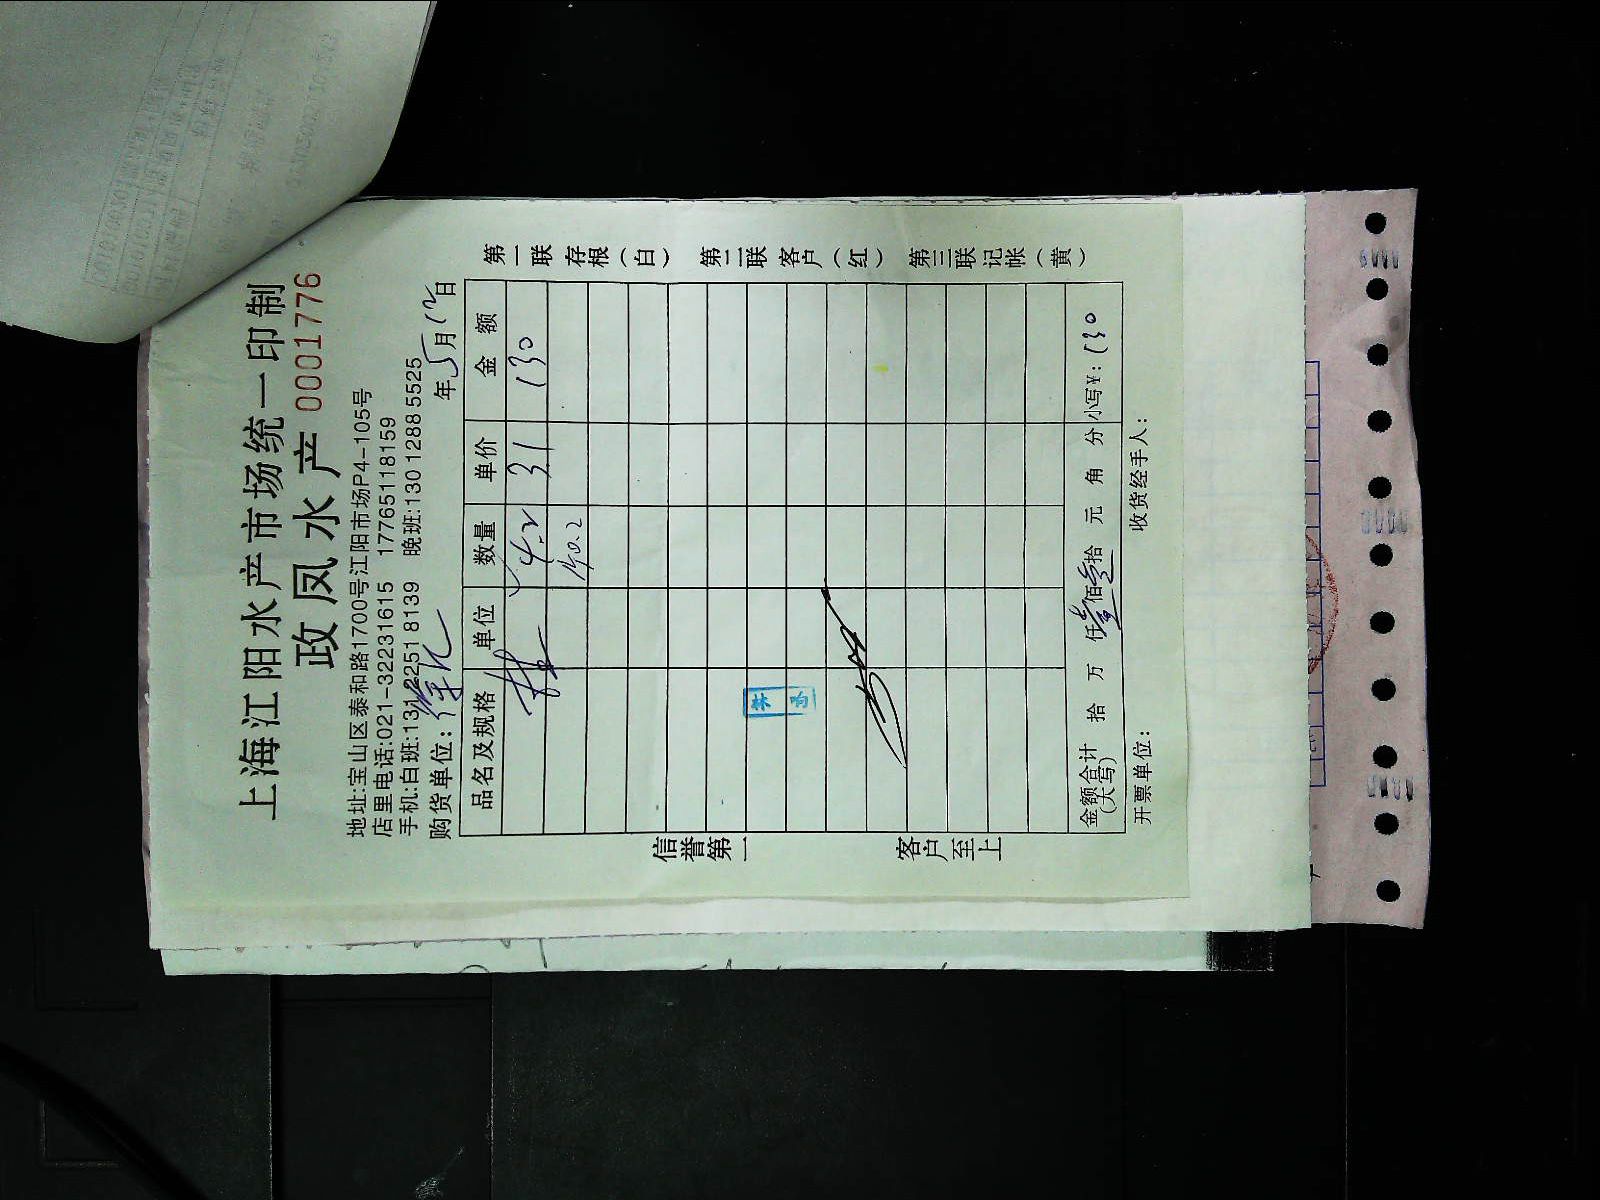 上海江阳水产市场统一印制
政凤水产 0001776
地址:宝山区泰和路1700号江阳市场P4-105号
店里电话:021-32231615 17765118159
手机:白班:131 2251 8139 晚班:130 1288 5525
购货单位: 年5月12日
品名及规格 单位 数量 单价 金额
4.2 31 130
金额合计(大写) 拾 万 仟壹佰叁拾 元 角 分 小写¥:130
开票单位: 收货经手人:
信誉第一 客户至上
第一联存根(白) 第二联客户(红) 第三联记帐(黄)